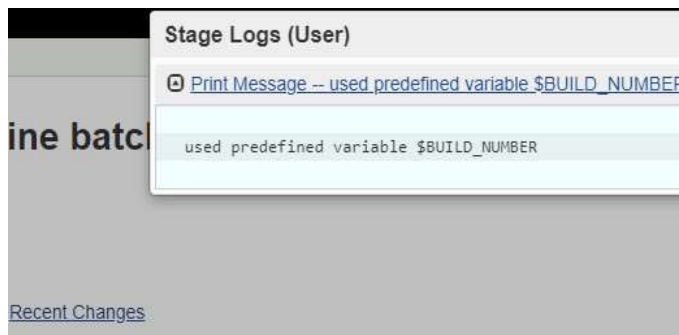 Stage Logs (User)
Print Message -- used predefined variable $BUILD_NUMBER
used predefined variable $BUILD_NUMBER
ine batc
Recent Changes